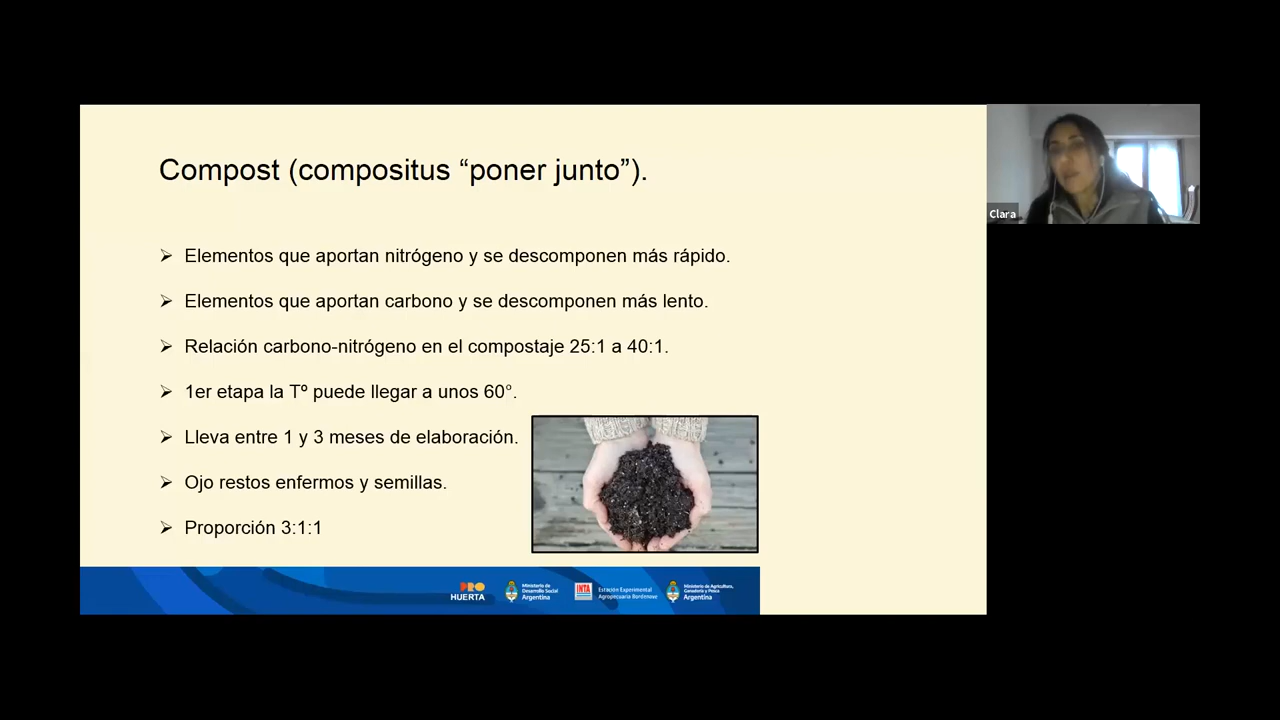 Compost (compositus “poner junto”).
Elementos que aportan nitrógeno y se descomponen más rápido.
Elementos que aportan carbono y se descomponen más lento.
Relación carbono-nitrógeno en el compostaje 25:1 a 40:1.
1er etapa la Tº puede llegar a unos 60°.
Lleva entre 1 y 3 meses de elaboración.
Ojo restos enfermos y semillas.
Proporción 3:1:1
Clara
PRO
HUERTA
Ministerio de
Desarrollo Social
Argentina
INTA
Estación Experimental
Agropecuaria Bordenave
Ministerio de Agricultura,
Ganadería y Pesca
Argentina